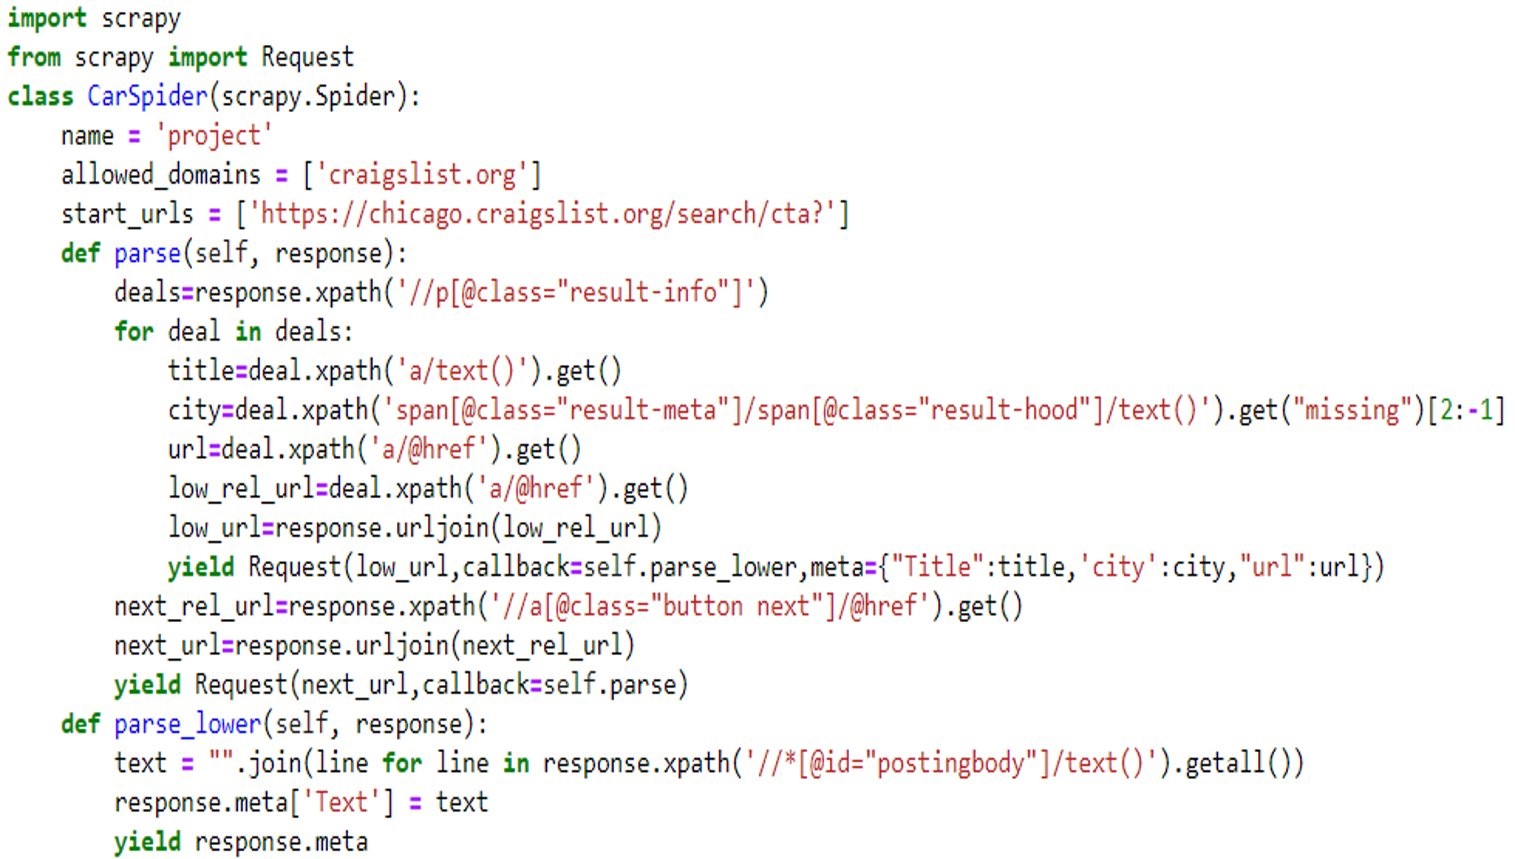 import scrapy
from scrapy import Request
class CarSpider(scrapy.Spider):
    name = 'project'
    allowed_domains = ['craigslist.org']
    start_urls = ['https://chicago.craigslist.org/search/cta?']
    def parse(self, response):
        deals=response.xpath('//p[@class="result-info"]')
        for deal in deals:
            title=deal.xpath('a/text()').get()
            city=deal.xpath('span[@class="result-meta"]/span[@class="result-hood"]/text()').get("missing")[2:-1]
            url=deal.xpath('a/@href').get()
            low_rel_url=deal.xpath('a/@href').get()
            low_url=response.urljoin(low_rel_url)
            yield Request(low_url,callback=self.parse_lower,meta={"Title":title,'city':city,"url":url})
        next_rel_url=response.xpath('//a[@class="button next"]/@href').get()
        next_url=response.urljoin(next_rel_url)
        yield Request(next_url,callback=self.parse)
    def parse_lower(self, response):
        text = "".join(line for line in response.xpath('//*[@id="postingbody"]/text()').getall())
        response.meta['Text'] = text
        yield response.meta